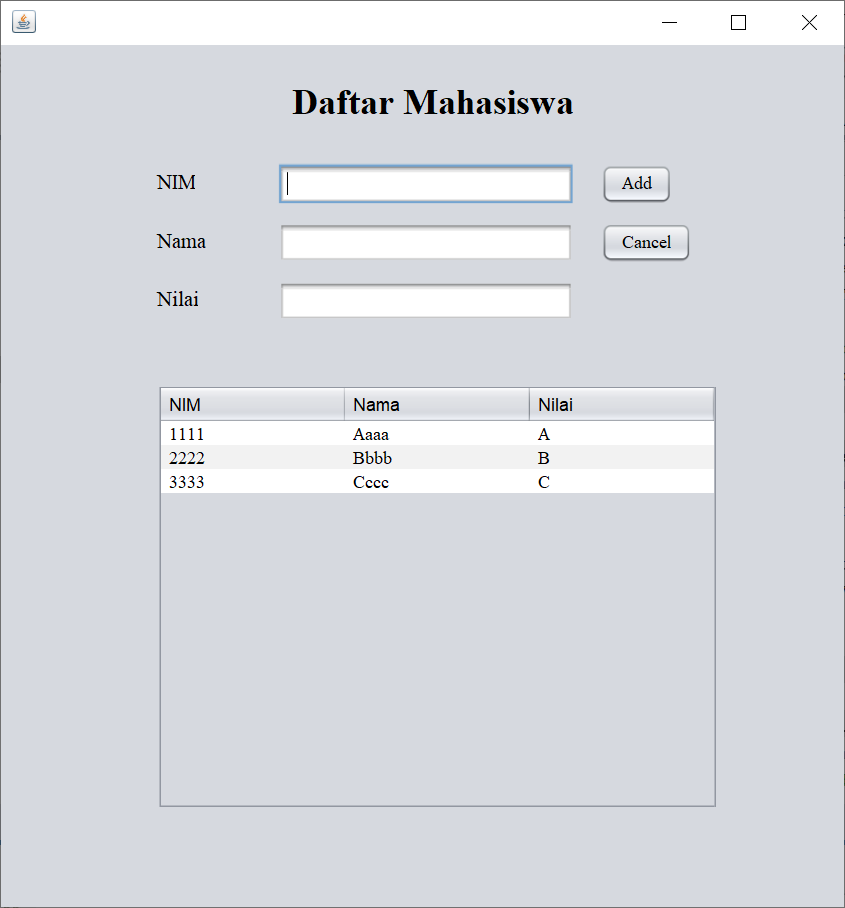 Daftar Mahasiswa
NIM Add
Nama Cancel
Nilai
NIM Nama Nilai
1111 Aaaa A
2222 Bbbb B
3333 Cccc C